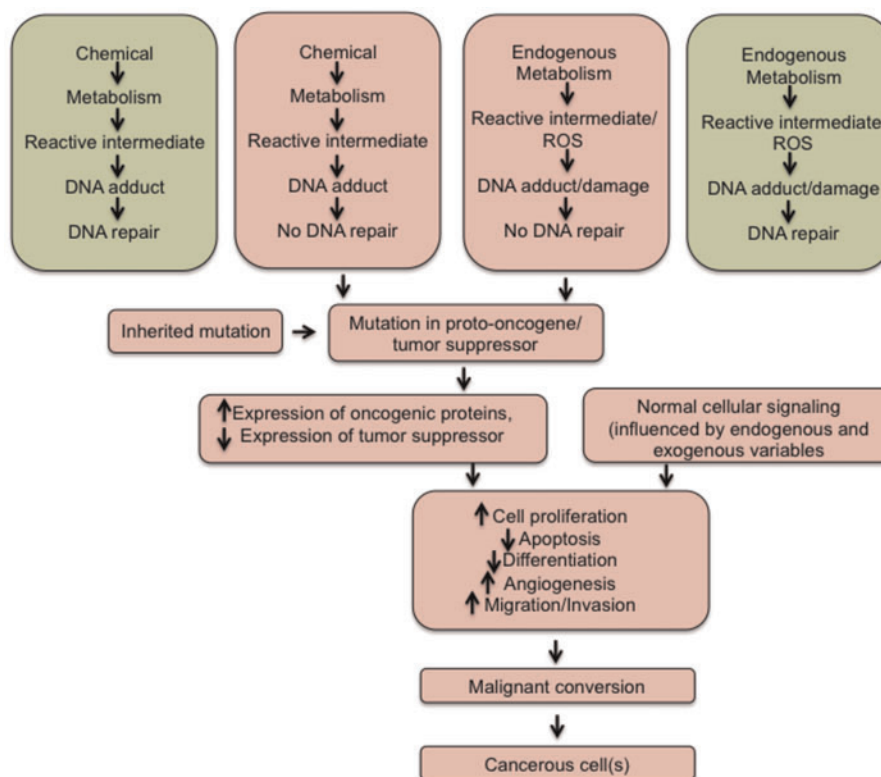 Chemical
Metabolism
Reactive intermediate
DNA adduct
DNA repair
Chemical
Metabolism
Reactive intermediate
DNA adduct
No DNA repair
Endogenous
Metabolism
Reactive intermediate/
ROS
DNA adduct/damage
No DNA repair
Endogenous
Metabolism
Reactive intermediate
ROS
DNA adduct/damage
DNA repair
Inherited mutation
Mutation in proto-oncogene/
tumor suppressor
Expression of oncogenic proteins,
Expression of tumor suppressor
Normal cellular signaling
(influenced by endogenous and
exogenous variables
Cell proliferation
Apoptosis
Differentiation
Angiogenesis
Migration/Invasion
Malignant conversion
Cancerous cell(s)